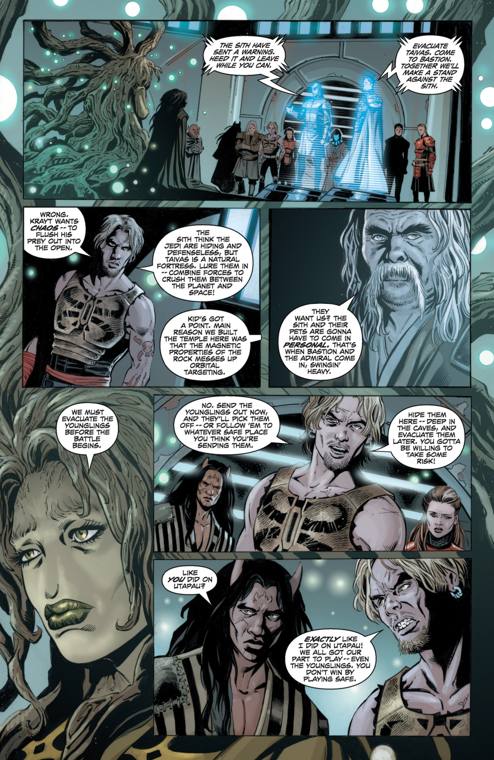 THE SITH HAVE
SENT A WARNING.
HEED IT AND LEAVE
WHILE YOU CAN.
EVACUATE
TAIVAS. COME
TO BASTION.
TOGETHER WE'LL
MAKE A STAND
AGAINST THE
SITH.
WRONG.
KRAYT WANTS
CHAOS -- TO
FLUSH HIS
PREY OUT INTO
THE OPEN.
THE
SITH THINK THE
JEDI ARE HIDING AND
DEFENSELESS, BUT
TAIVAS IS A NATURAL
FORTRESS. LURE THEM IN
-- COMBINE FORCES TO
CRUSH THEM BETWEEN
THE PLANET AND
SPACE!
KID'S GOT
A POINT. MAIN
REASON WE BUILT
THE TEMPLE HERE WAS
THAT THE MAGNETIC
PROPERTIES OF THE
ROCK MESSES UP
ORBITAL
TARGETING.
THEY
WANT US? THE
SITH AND THEIR
PETS ARE GONNA
HAVE TO COME IN
PERSONAL. THAT'S
WHEN BASTION AND
THE ADMIRAL COME
IN, SWINGIN'
HEAVY.
WE MUST
EVACUATE THE
YOUNGLINGS
BEFORE THE
BATTLE
BEGINS.
NO. SEND THE
YOUNGLINGS OUT NOW,
AND THEY'LL PICK THEM
OFF -- OR FOLLOW 'EM TO
WHATEVER SAFE PLACE
YOU THINK YOU'RE
SENDING THEM.
HIDE THEM
HERE -- DEEP IN
THE CAVES, AND
EVACUATE THEM
LATER. YOU GOTTA
BE WILLING TO
TAKE SOME
RISK!
LIKE
YOU DID ON
UTAPAU?
EXACTLY LIKE
I DID ON UTAPAU!
WE ALL GOT OUR
PART TO PLAY -- EVEN
THE YOUNGLINGS. YOU
DON'T WIN BY
PLAYING SAFE.